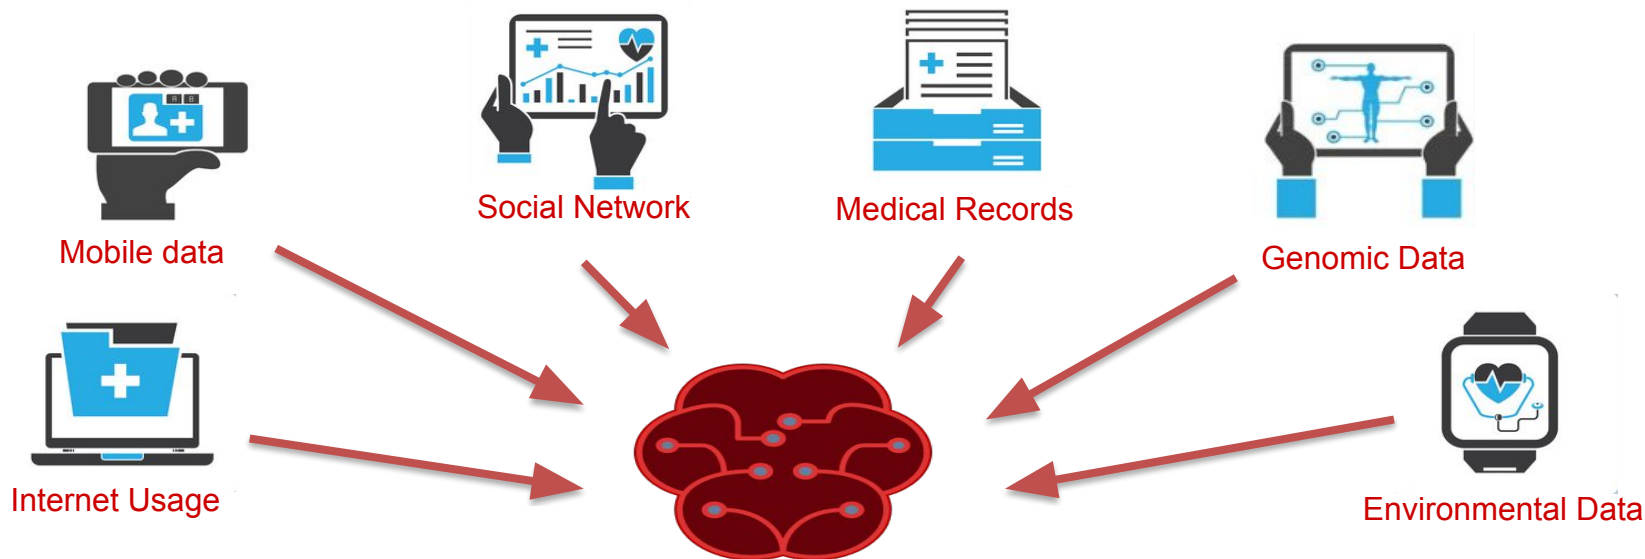 Social Network
Medical Records
Mobile data
Genomic Data
Internet Usage
Environmental Data